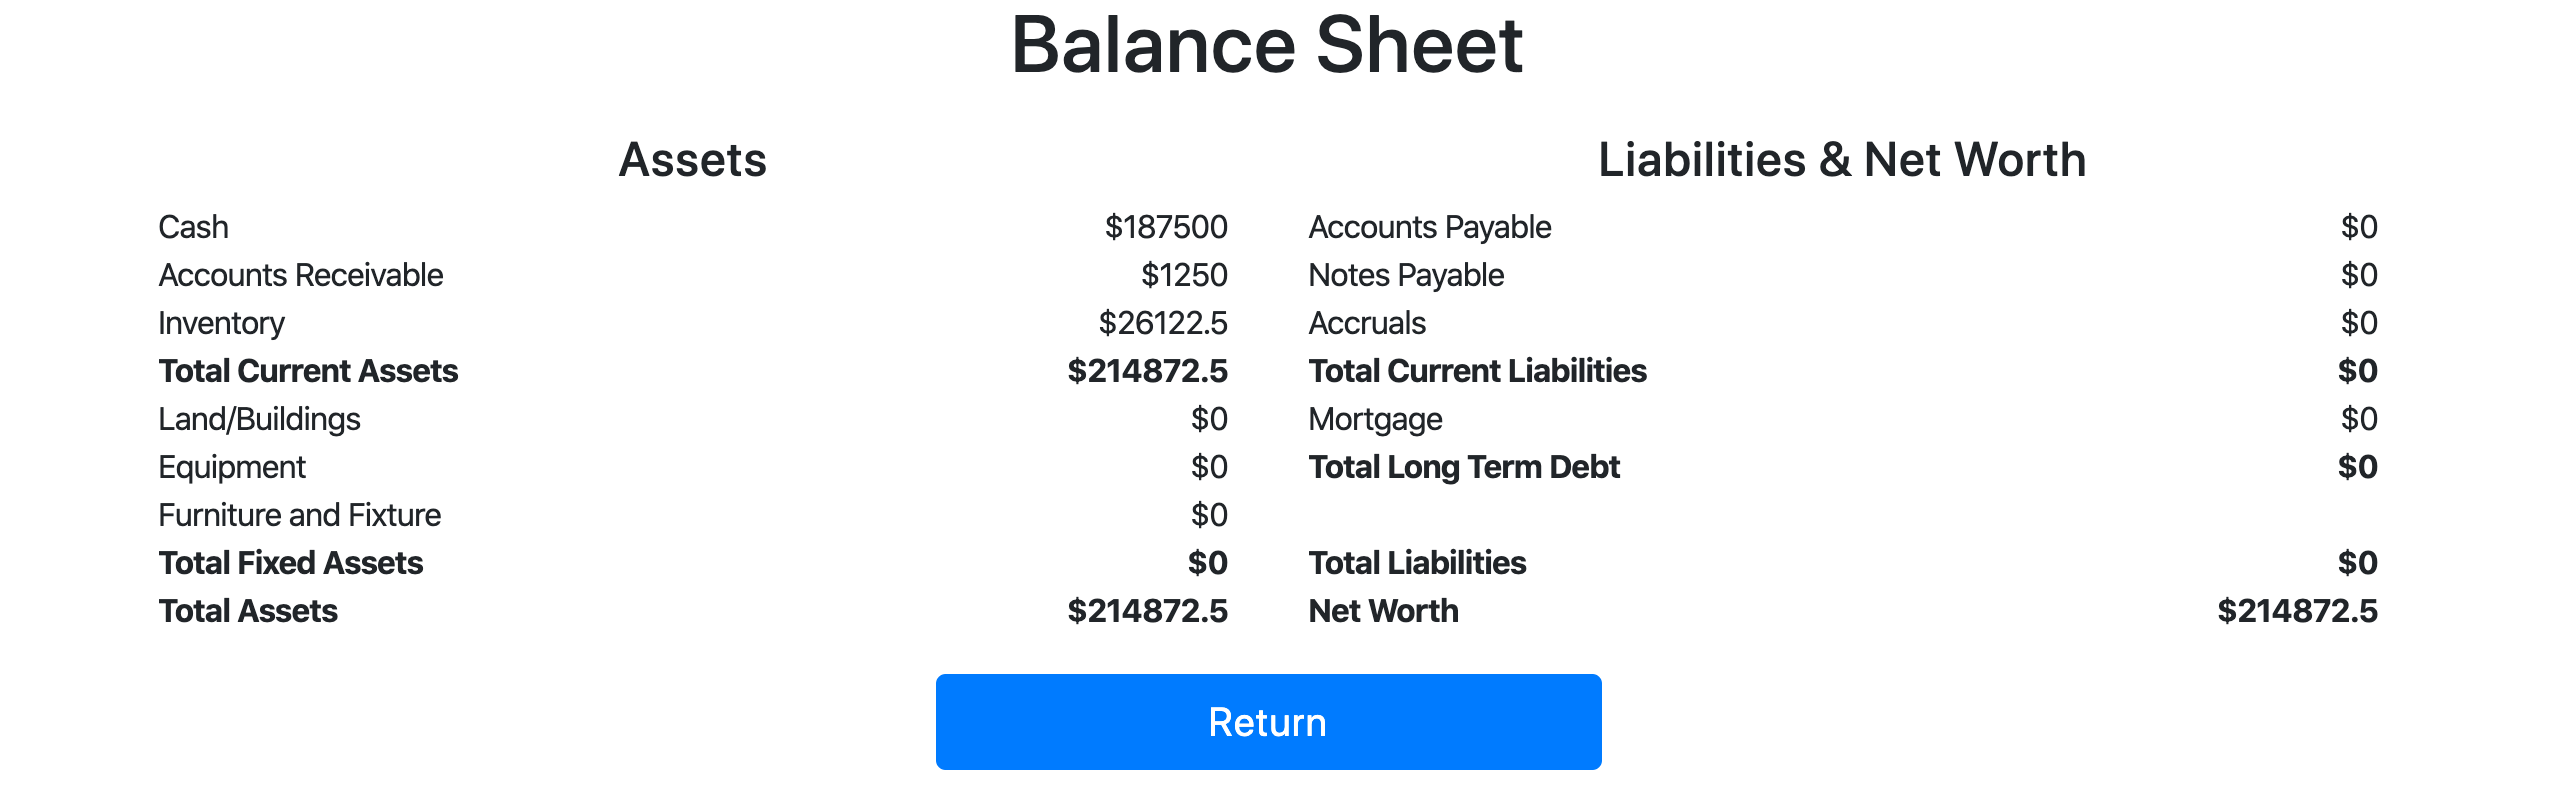 Balance Sheet
Assets Liabilities & Net Worth
Cash $187500 Accounts Payable $0
Accounts Receivable $1250 Notes Payable $0
Inventory $26122.5 Accruals $0
Total Current Assets $214872.5 Total Current Liabilities $0
Land/Buildings $0 Mortgage $0
Equipment $0 Total Long Term Debt $0
Furniture and Fixture $0
Total Fixed Assets $0 Total Liabilities $0
Total Assets $214872.5 Net Worth $214872.5
Return